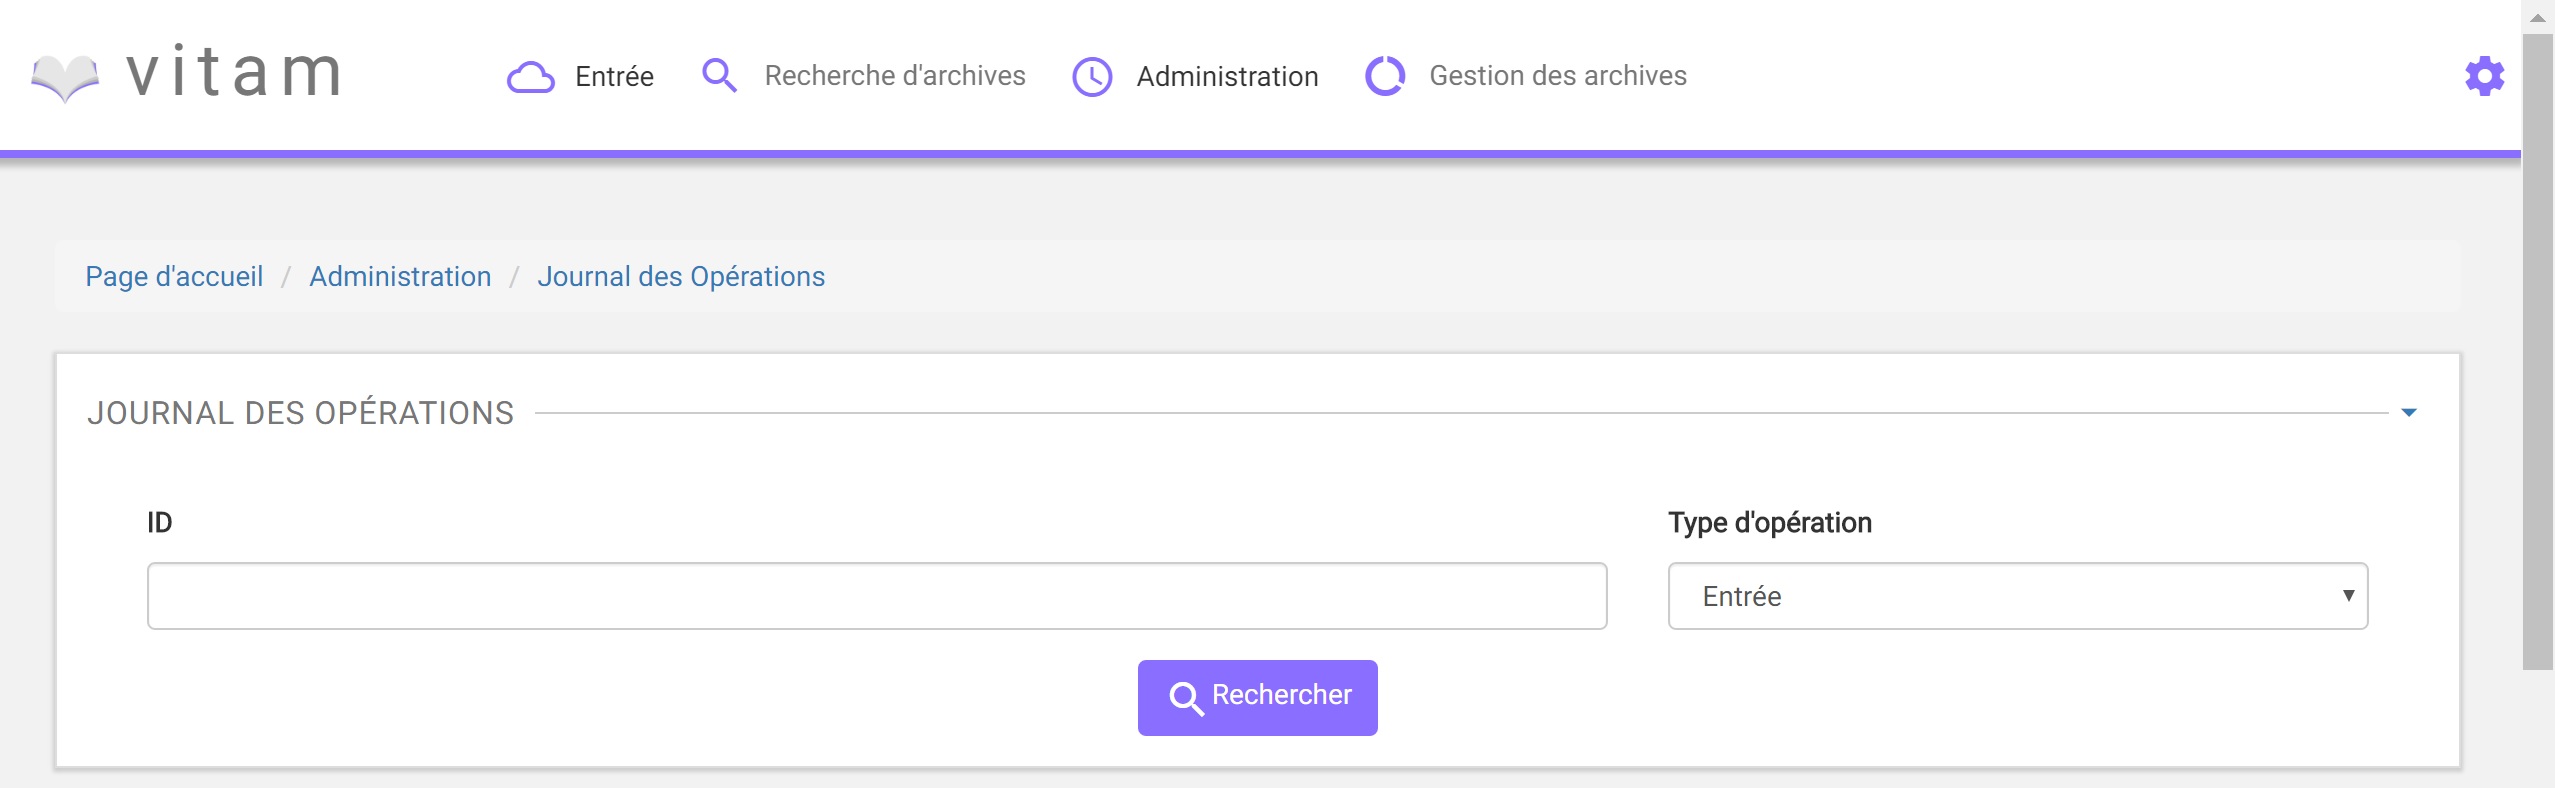 vitam Entrée Recherche d'archives Administration Gestion des archives
Page d'accueil / Administration / Journal des Opérations
JOURNAL DES OPÉRATIONS
ID Type d'opération
Entrée
Rechercher